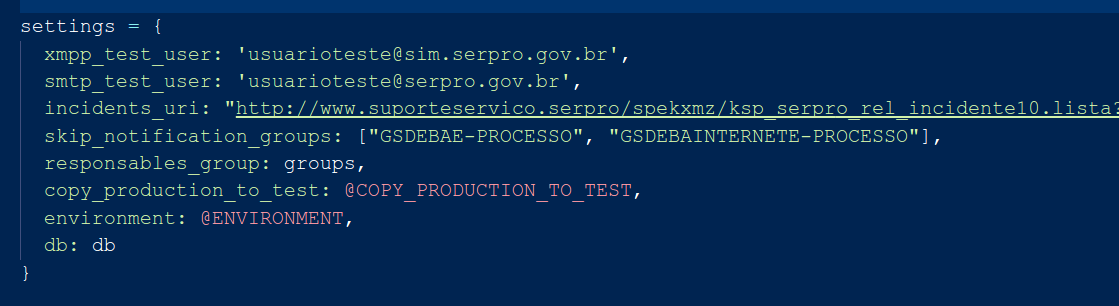 settings = {
xmpp_test_user: 'usuarioteste@sim.serpro.gov.br',
smtp_test_user: 'usuarioteste@serpro.gov.br',
incidents_uri: "http://www.suporteservico.serpro/spekxmz/ksp_serpro_rel_incidente10.lista?
skip_notification_groups: ["GSDEBAE-PROCESSO", "GSDEBAINTERNETE-PROCESSO"],
responsables_group: groups,
copy_production_to_test: @COPY_PRODUCTION_TO_TEST,
environment: @ENVIRONMENT,
db: db
}